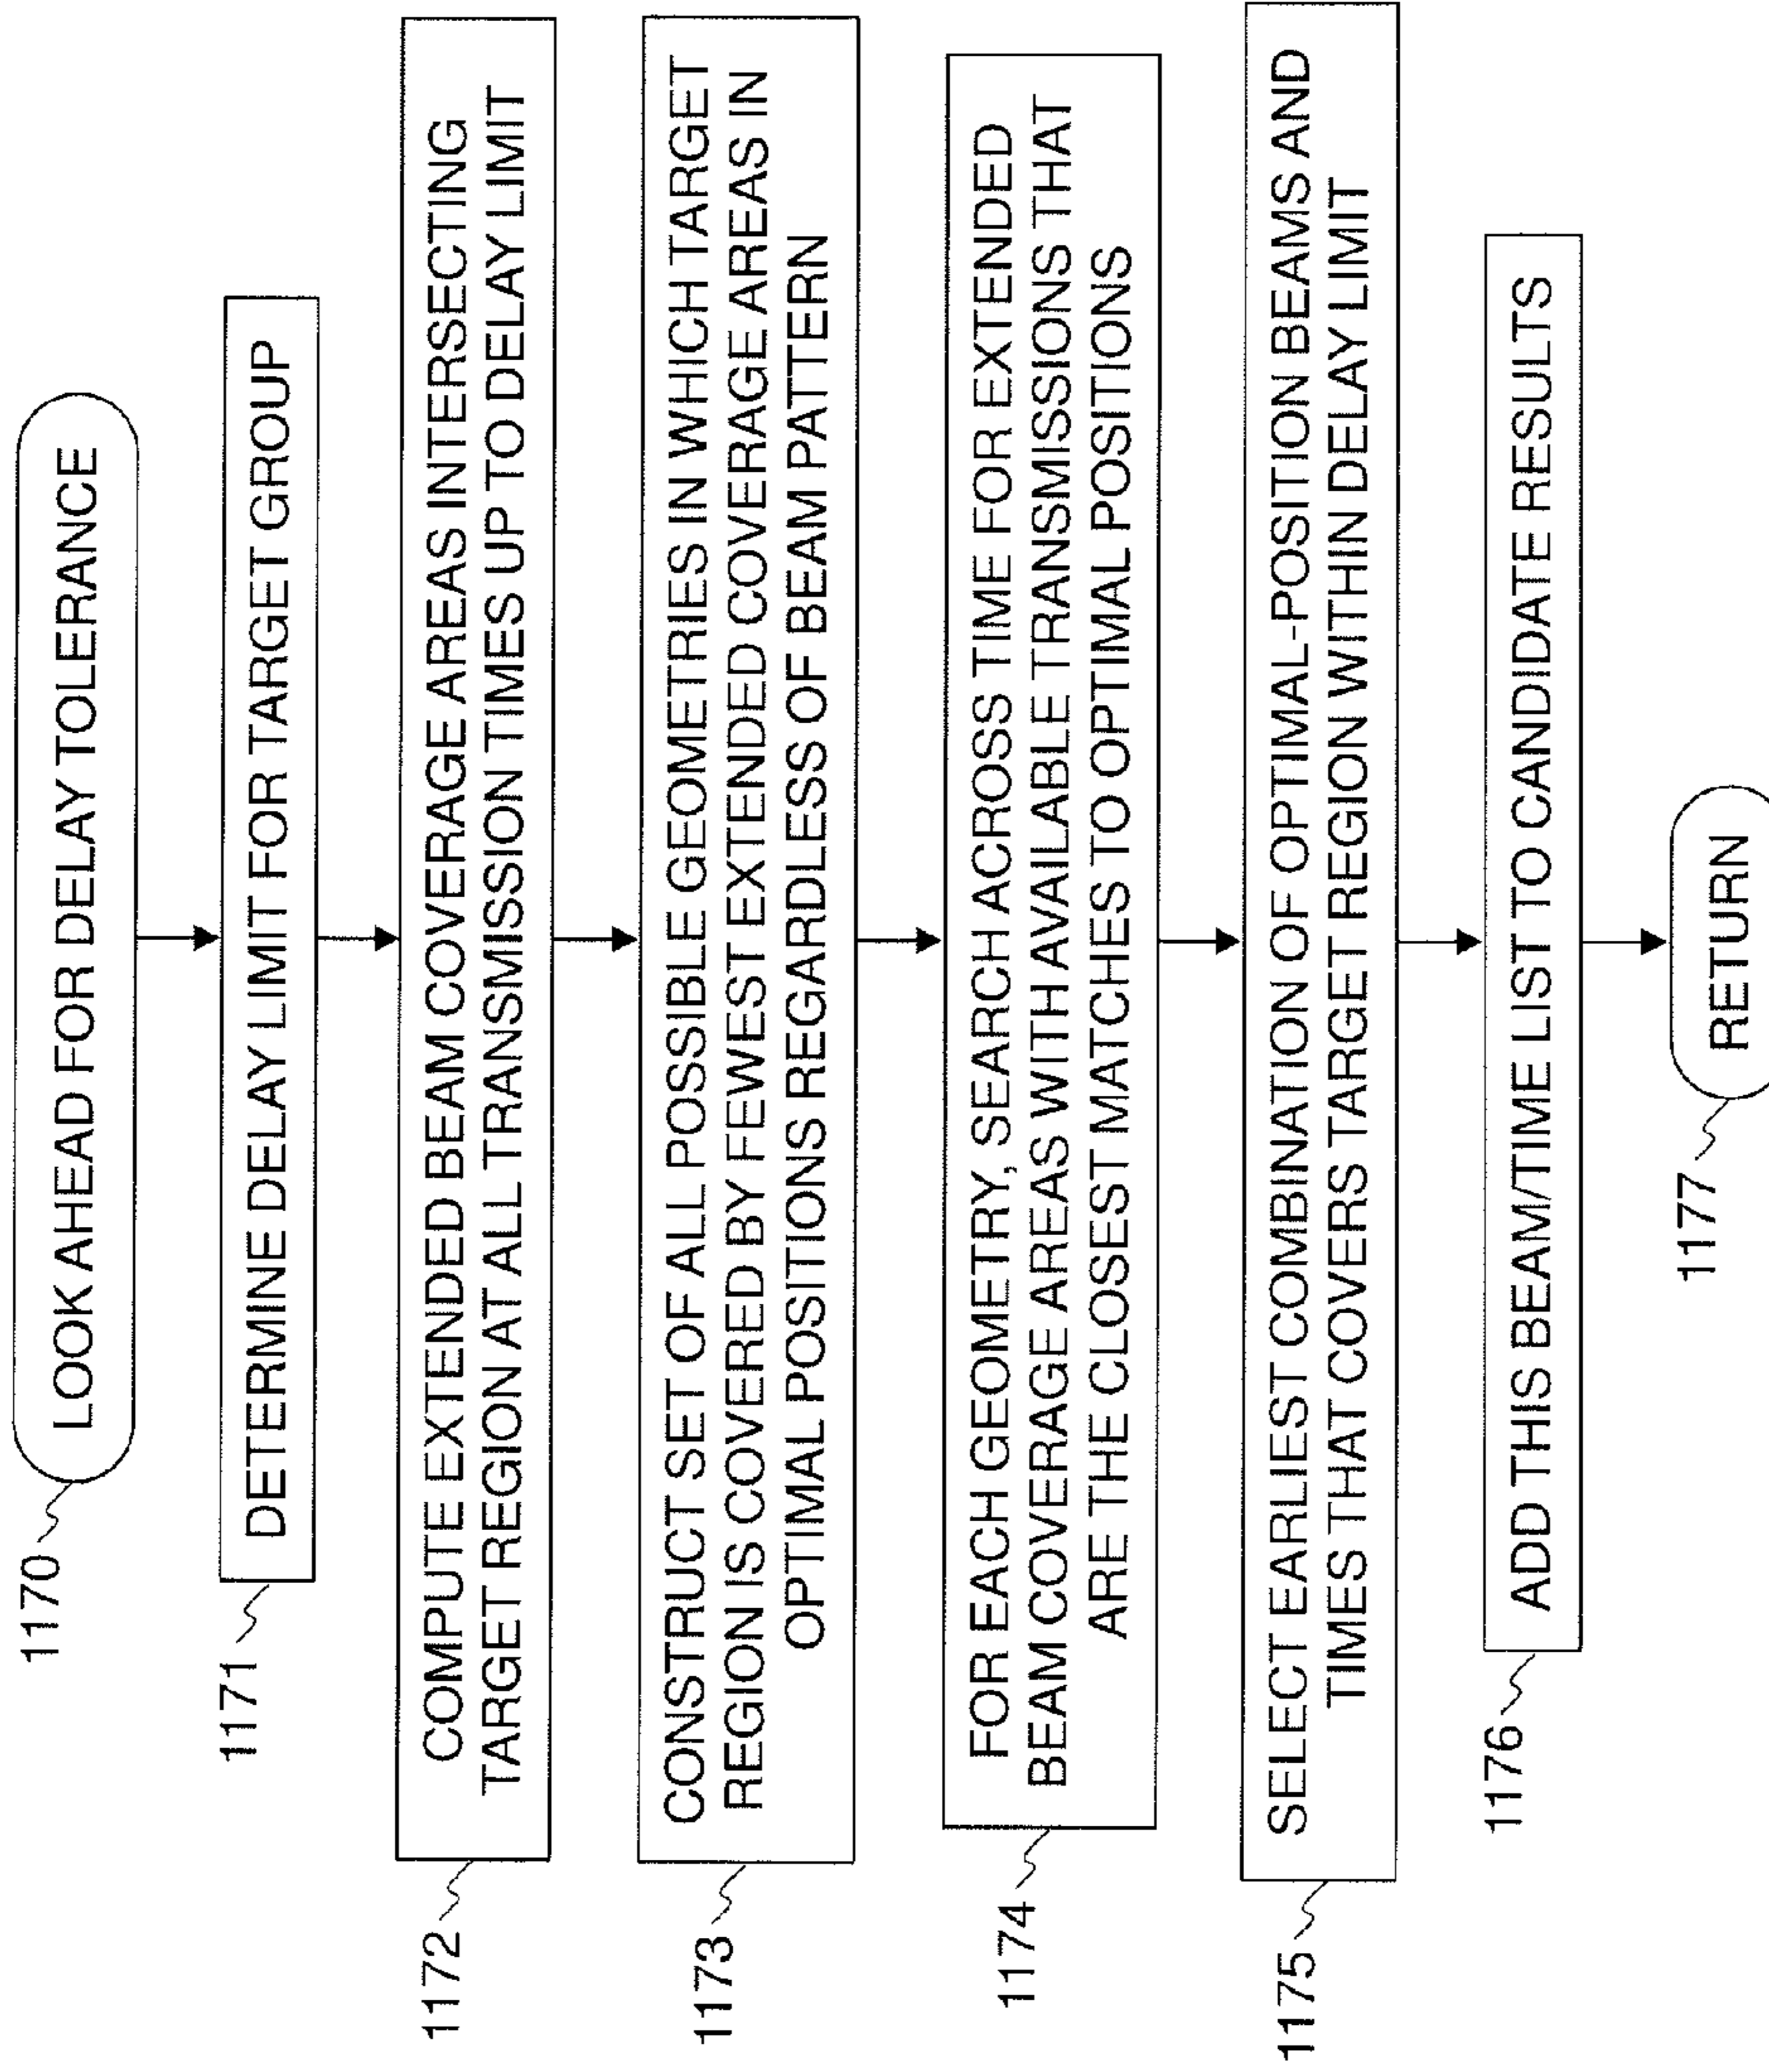 1170
LOOK AHEAD FOR DELAY TOLERANCE
1171
DETERMINE DELAY LIMIT FOR TARGET GROUP
1172
COMPUTE EXTENDED BEAM COVERAGE AREAS INTERSECTING
TARGET REGION AT ALL TRANSMISSION TIMES UP TO DELAY LIMIT
1173
CONSTRUCT SET OF ALL POSSIBLE GEOMETRIES IN WHICH TARGET
REGION IS COVERED BY FEWEST EXTENDED COVERAGE AREAS IN
OPTIMAL POSITIONS REGARDLESS OF BEAM PATTERN
1174
FOR EACH GEOMETRY, SEARCH ACROSS TIME FOR EXTENDED
BEAM COVERAGE AREAS WITH AVAILABLE TRANSMISSIONS THAT
ARE THE CLOSEST MATCHES TO OPTIMAL POSITIONS
1175
SELECT EARLIEST COMBINATION OF OPTIMAL-POSITION BEAMS AND
TIMES THAT COVERS TARGET REGION WITHIN DELAY LIMIT
1176
ADD THIS BEAM/TIME LIST TO CANDIDATE RESULTS
1177
RETURN